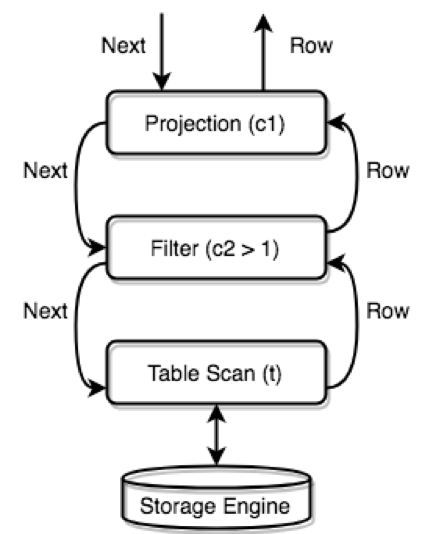 Next
Row
Projection (c1)
Next
Row
Filter (c2 > 1)
Next
Row
Table Scan (t)
Storage Engine